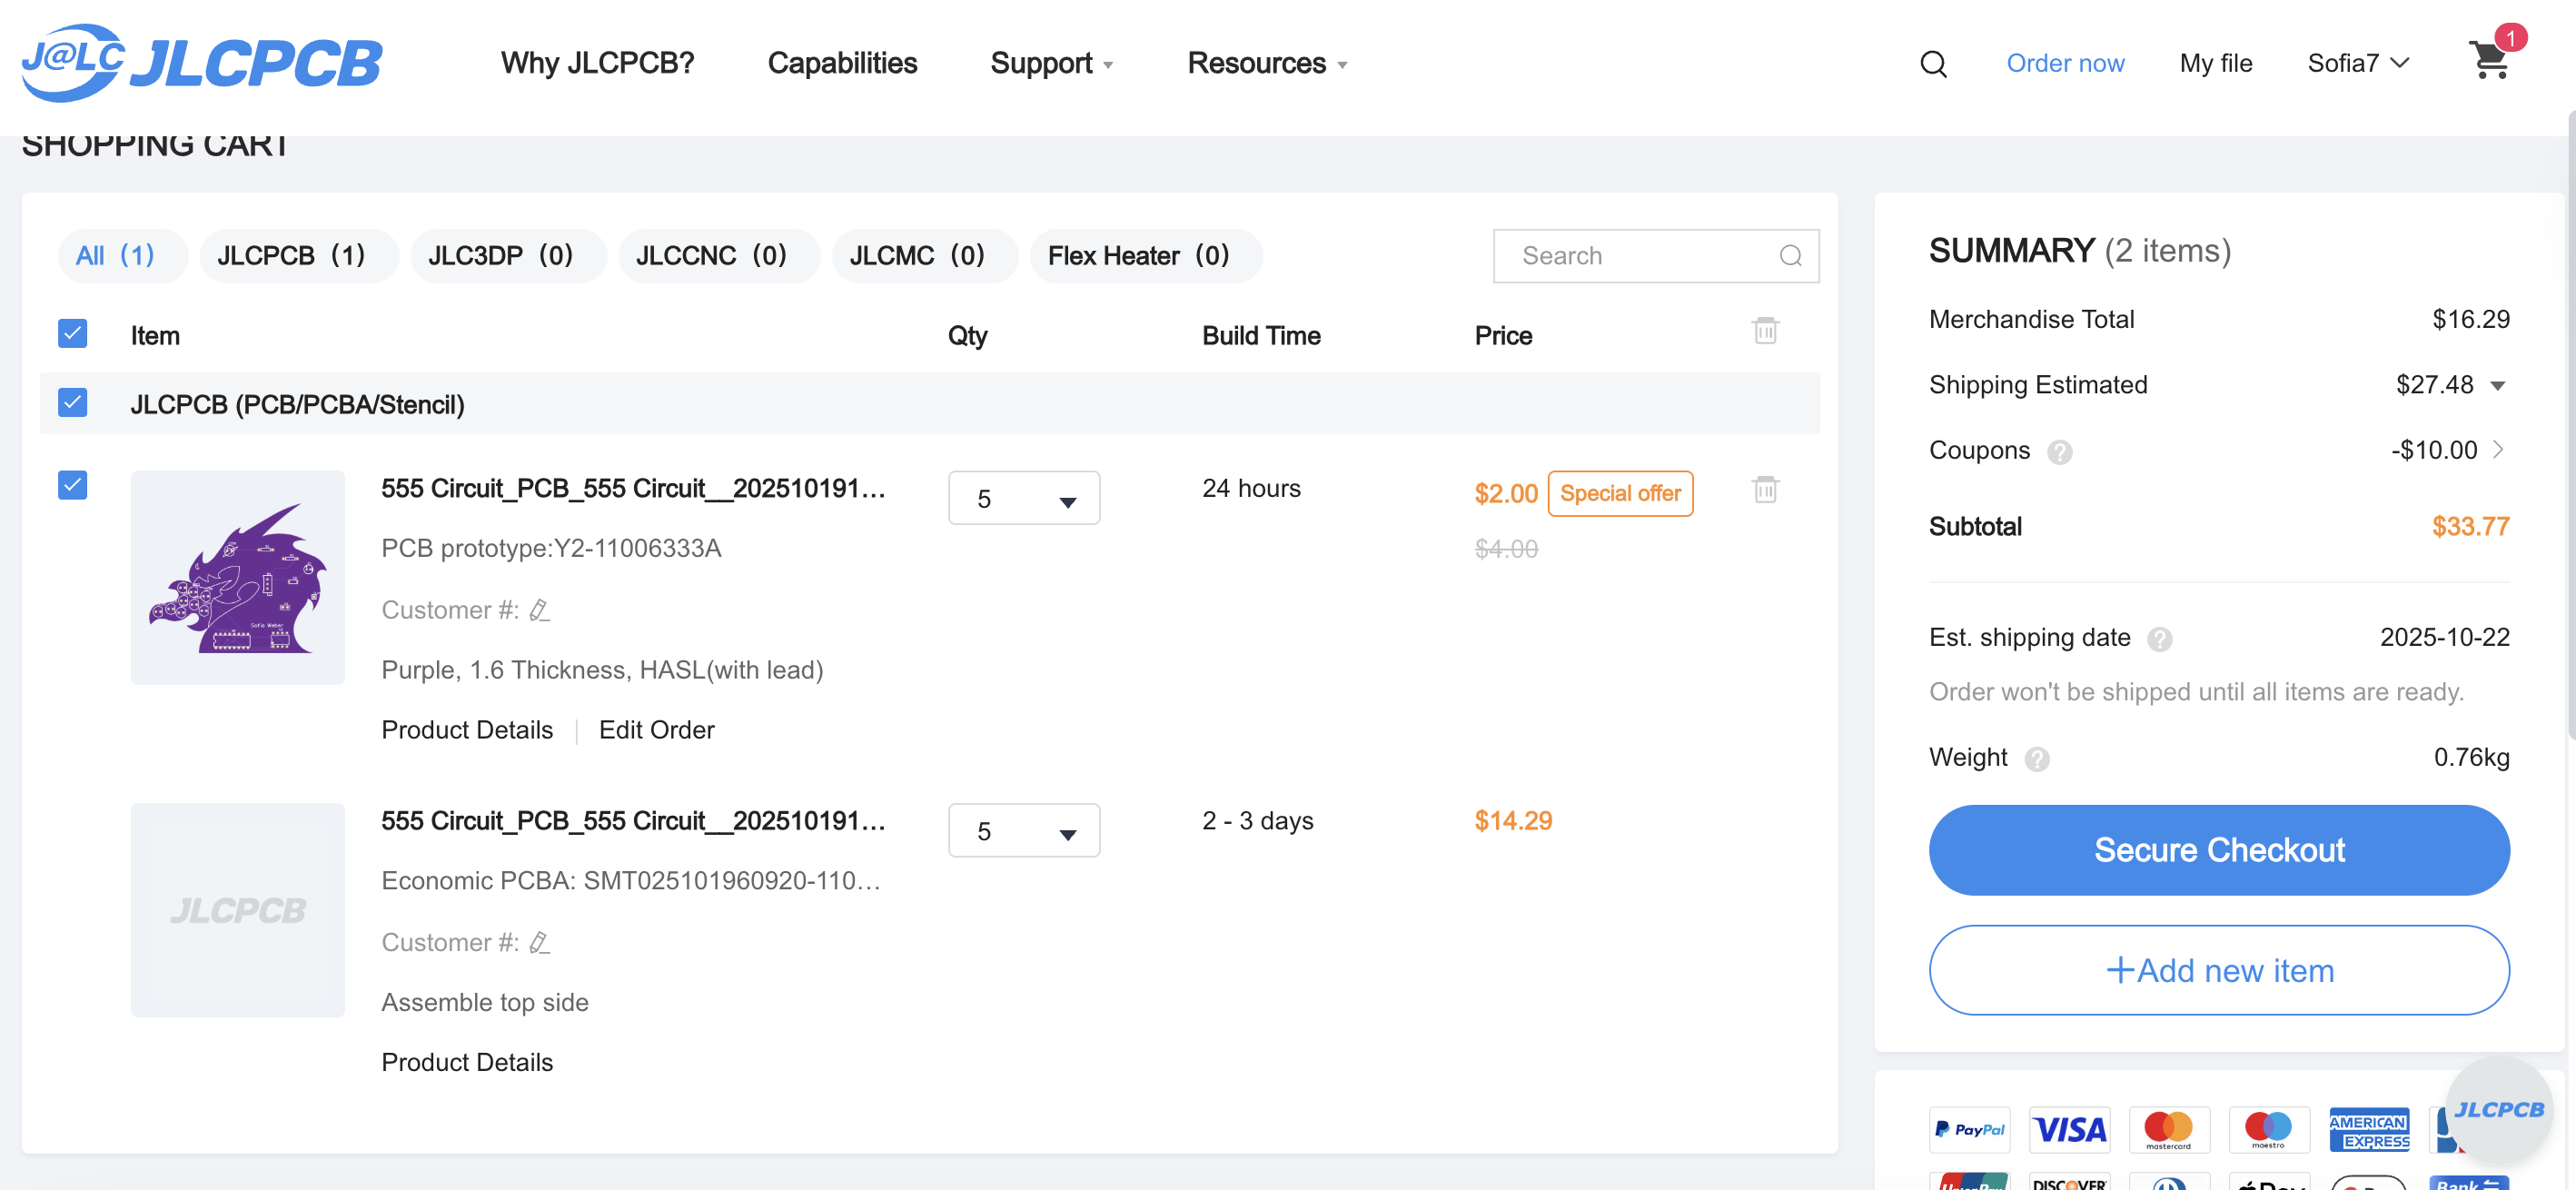 J@LC JLCPCB
Why JLCPCB?
Capabilities
Support
Resources
Order now
My file
Sofia7
1
SHOPPING CART
All (1)
JLCPCB (1)
JLC3DP (0)
JLCCNC (0)
JLCMC (0)
Flex Heater (0)
Search
Item
Qty
Build Time
Price
JLCPCB (PCB/PCBA/Stencil)
555 Circuit_PCB_555 Circuit__202510191...
5
24 hours
$2.00 Special offer
$4.00
PCB prototype:Y2-11006333A
Customer #:
Purple, 1.6 Thickness, HASL(with lead)
Product Details
Edit Order
Sofia Weber
555 Circuit_PCB_555 Circuit__202510191...
5
2 - 3 days
$14.29
Economic PCBA: SMT025101960920-110...
JLCPCB
Customer #:
Assemble top side
Product Details
SUMMARY (2 items)
Merchandise Total $16.29
Shipping Estimated $27.48
Coupons ? -$10.00
Subtotal $33.77
Est. shipping date ? 2025-10-22
Order won't be shipped until all items are ready.
Weight ? 0.76kg
Secure Checkout
+Add new item
PayPal
VISA
mastercard
maestro
AMERICAN EXPRESS
JLCPCB
DISCOVER
Pay
Bank